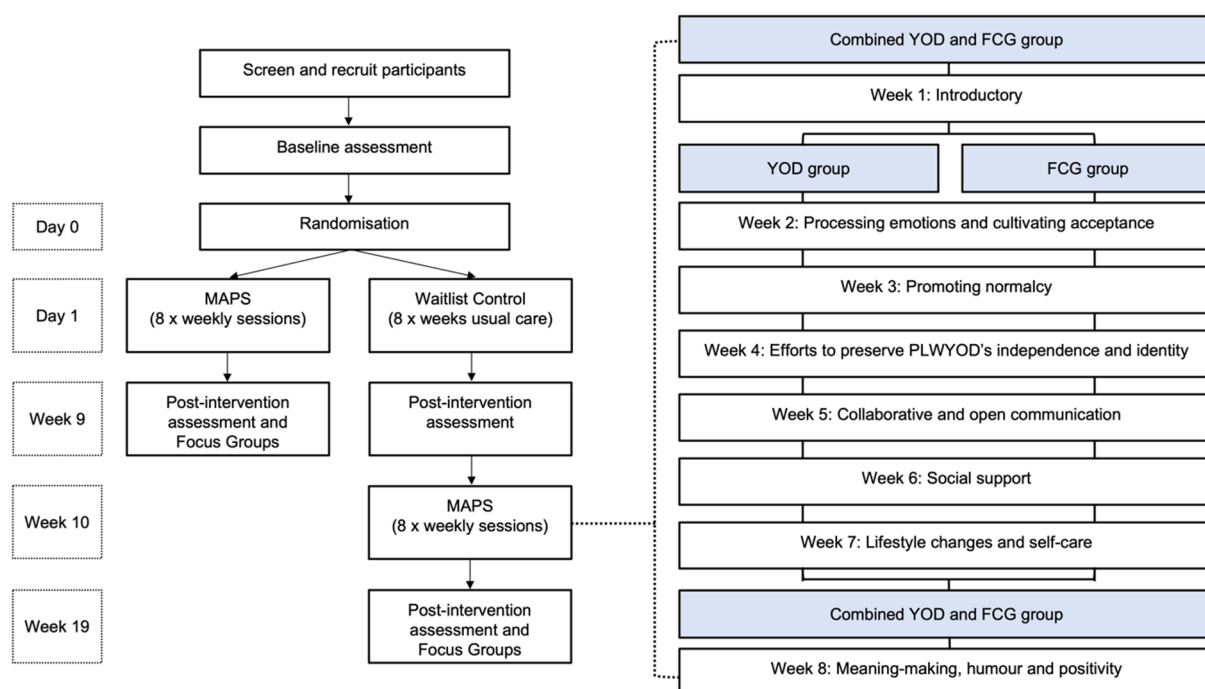 Screen and recruit participants
Baseline assessment
Day 0
Randomisation
Day 1
MAPS
(8 x weekly sessions)
Waitlist Control
(8 x weeks usual care)
Week 9
Post-intervention
assessment and
Focus Groups
Post-intervention
assessment
Week 10
MAPS
(8 x weekly sessions)
Week 19
Post-intervention
assessment and
Focus Groups
Combined YOD and FCG group
Week 1: Introductory
YOD group
FCG group
Week 2: Processing emotions and cultivating acceptance
Week 3: Promoting normalcy
Week 4: Efforts to preserve PLWYOD’s independence and identity
Week 5: Collaborative and open communication
Week 6: Social support
Week 7: Lifestyle changes and self-care
Combined YOD and FCG group
Week 8: Meaning-making, humour and positivity